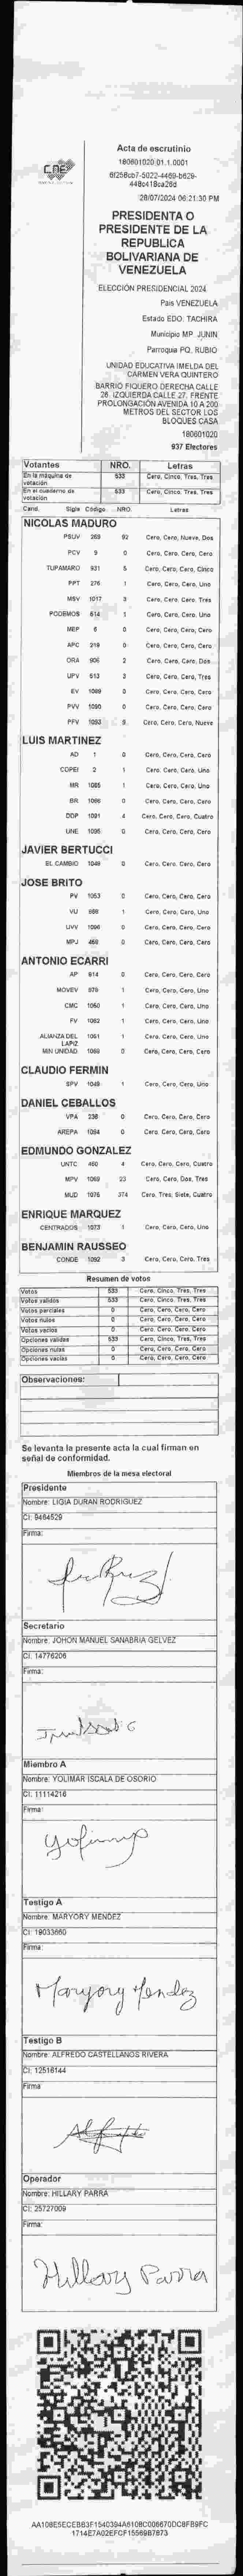 CNE
Acta de escrutinio
180601020.01.1.0001
6f258cb7-5022-4469-b629-
448c418ca26d
28/07/2024 06:21:30 PM
PRESIDENTA O
PRESIDENTE DE LA
REPUBLICA
BOLIVARIANA DE
VENEZUELA
ELECCIÓN PRESIDENCIAL 2024
País VENEZUELA
Estado EDO. TACHIRA
Municipio MP. JUNIN
Parroquia PQ. RUBIO
UNIDAD EDUCATIVA IMELDA DEL
CARMEN VERA QUINTERO
BARRIO FIQUERO DERECHA CALLE
26. IZQUIERDA CALLE 27. FRENTE
PROLONGACIÓN AVENIDA 10 A 200
METROS DEL SECTOR LOS
BLOQUES CASA
180601020
937 Electores
Votantes NRO. Letras
En la máquina de votación 533 Cero, Cinco, Tres, Tres
En el cuaderno de votación 533 Cero, Cinco, Tres, Tres
Cand. Sigla Código NRO. Letras
NICOLAS MADURO
PSUV 268 92 Cero, Cero, Nueve, Dos
PCV 9 0 Cero, Cero, Cero, Cero
TUPAMARO 931 5 Cero, Cero, Cero, Cinco
PPT 276 1 Cero, Cero, Cero, Uno
MSV 1017 3 Cero, Cero, Cero, Tres
PODEMOS 614 1 Cero, Cero, Cero, Uno
MEP 6 0 Cero, Cero, Cero, Cero
APC 219 0 Cero, Cero, Cero, Cero
ORA 906 2 Cero, Cero, Cero, Dos
UPV 513 3 Cero, Cero, Cero, Tres
EV 1089 0 Cero, Cero, Cero, Cero
PVV 1090 0 Cero, Cero, Cero, Cero
PFV 1093 9 Cero, Cero, Cero, Nueve
LUIS MARTINEZ
AD 1 0 Cero, Cero, Cero, Cero
COPEI 2 1 Cero, Cero, Cero, Uno
MR 1085 1 Cero, Cero, Cero, Uno
BR 1066 0 Cero, Cero, Cero, Cero
DDP 1091 4 Cero, Cero, Cero, Cuatro
UNE 1095 0 Cero, Cero, Cero, Cero
JAVIER BERTUCCI
EL CAMBIO 1048 0 Cero, Cero, Cero, Cero
JOSE BRITO
PV 1053 0 Cero, Cero, Cero, Cero
VU 968 1 Cero, Cero, Cero, Uno
UVV 1096 0 Cero, Cero, Cero, Cero
MPJ 468 0 Cero, Cero, Cero, Cero
ANTONIO ECARRI
AP 814 0 Cero, Cero, Cero, Cero
MOVEV 979 1 Cero, Cero, Cero, Uno
CMC 1050 1 Cero, Cero, Cero, Uno
FV 1062 1 Cero, Cero, Cero, Uno
ALIANZA DEL LAPIZ 1051 1 Cero, Cero, Cero, Uno
MIN UNIDAD 1069 0 Cero, Cero, Cero, Cero
CLAUDIO FERMIN
SPV 1049 1 Cero, Cero, Cero, Uno
DANIEL CEBALLOS
VPA 238 0 Cero, Cero, Cero, Cero
AREPA 1094 0 Cero, Cero, Cero, Cero
EDMUNDO GONZALEZ
UNTC 460 4 Cero, Cero, Cero, Cuatro
MPV 1069 23 Cero, Cero, Dos, Tres
MUD 1076 374 Cero, Tres, Siete, Cuatro
ENRIQUE MARQUEZ
CENTRADOS 1073 1 Cero, Cero, Cero, Uno
BENJAMIN RAUSSEO
CONDE 1092 3 Cero, Cero, Cero, Tres
Resumen de votos
Votos 533 Cero, Cinco, Tres, Tres
Votos validos 533 Cero, Cinco, Tres, Tres
Votos parciales 0 Cero, Cero, Cero, Cero
Votos nulos 0 Cero, Cero, Cero, Cero
Votos vacios 0 Cero, Cero, Cero, Cero
Opciones validas 533 Cero, Cinco, Tres, Tres
Opciones nulas 0 Cero, Cero, Cero, Cero
Opciones vacias 0 Cero, Cero, Cero, Cero
Observaciones:
Se levanta la presente acta la cual firman en
señal de conformidad.
Miembros de la mesa electoral
Presidente
Nombre: LIGIA DURAN RODRIGUEZ
CI: 9464529
Firma:
Secretario
Nombre: JOHON MANUEL SANABRIA GELVEZ
CI: 14776206
Firma:
Miembro A
Nombre: YOLIMAR ISCALA DE OSORIO
CI: 11114216
Firma:
Testigo A
Nombre: MARYORY MENDEZ
CI: 19033660
Firma:
Maryory Mendez
Testigo B
Nombre: ALFREDO CASTELLANOS RIVERA
CI: 12516144
Firma:
Operador
Nombre: HILLARY PARRA
CI: 25727009
Firma:
Hillary Parra
AA108E5ECEB63F1540394A610BC006670DC8FB9FC
1714E7A02EFCF15569B7873